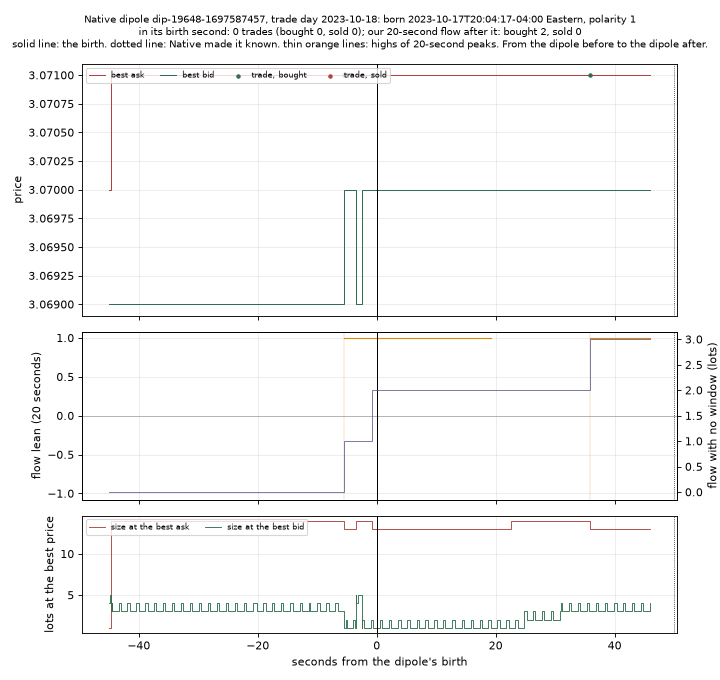 Native dipole dip-19648-1697587457, trade day 2023-10-18: born 2023-10-17T20:04:17-04:00 Eastern, polarity 1
in its birth second: 0 trades (bought 0, sold 0); our 20-second flow after it: bought 2, sold 0
solid line: the birth. dotted line: Native made it known. thin orange lines: highs of 20-second peaks. From the dipole before to the dipole after.
best ask best bid trade, bought trade, sold
3.07100
3.07075
3.07050
3.07025
3.07000
3.06975
3.06950
3.06925
3.06900
price
1.0
0.5
0.0
−0.5
−1.0
flow lean (20 seconds)
3.0
2.5
2.0
1.5
1.0
0.5
0.0
flow with no window (lots)
size at the best ask size at the best bid
10
5
lots at the best price
−40 −20 0 20 40
seconds from the dipole's birth